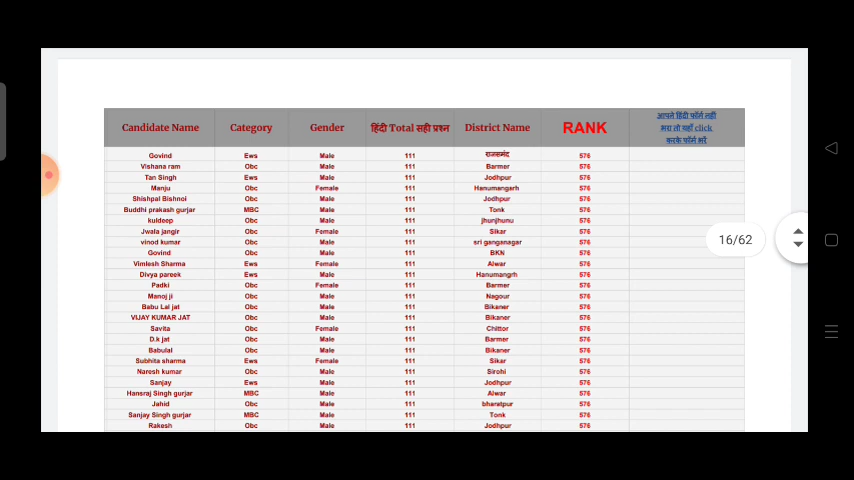 Candidate Name Category Gender हिंदी Total सही प्रश्न District Name RANK आपने हिंदी फॉर्म नहीं
भरा तो यहाँ click
करके फॉर्म भरें
Govind Ews Male 111 राजसमंद 576
Vishana ram Obc Male 111 Barmer 576
Tan Singh Ews Male 111 Jodhpur 576
Manju Obc Female 111 Hanumangarh 576
Shishpal Bishnoi Obc Male 111 Jodhpur 576
Buddhi prakash gurjar MBC Male 111 Tonk 576
kuldeep Obc Male 111 jhunjhunu 576
Jwala jangir Obc Female 111 Sikar 576
vinod kumar Obc Male 111 sri ganganagar 576
Govind Obc Male 111 BKN 576
Vimlesh Sharma Ews Female 111 Alwar 576
Divya pareek Ews Female 111 Hanumangrh 576
Padki Obc Female 111 Barmer 576
Manoj ji Obc Male 111 Nagour 576
Babu Lal jat Obc Male 111 Bikaner 576
VIJAY KUMAR JAT Obc Male 111 Bikaner 576
Savita Obc Female 111 Chittor 576
D.k jat Obc Male 111 Barmer 576
Babulal Obc Male 111 Bikaner 576
Subhita sharma Ews Female 111 Sikar 576
Naresh kumar Obc Male 111 Sirohi 576
Sanjay Ews Male 111 Jodhpur 576
Hansraj Singh gurjar MBC Male 111 Alwar 576
Jahid Obc Male 111 bharatpur 576
Sanjay Singh gurjar MBC Male 111 Tonk 576
Rakesh Obc Male 111 Jodhpur 576
16/62